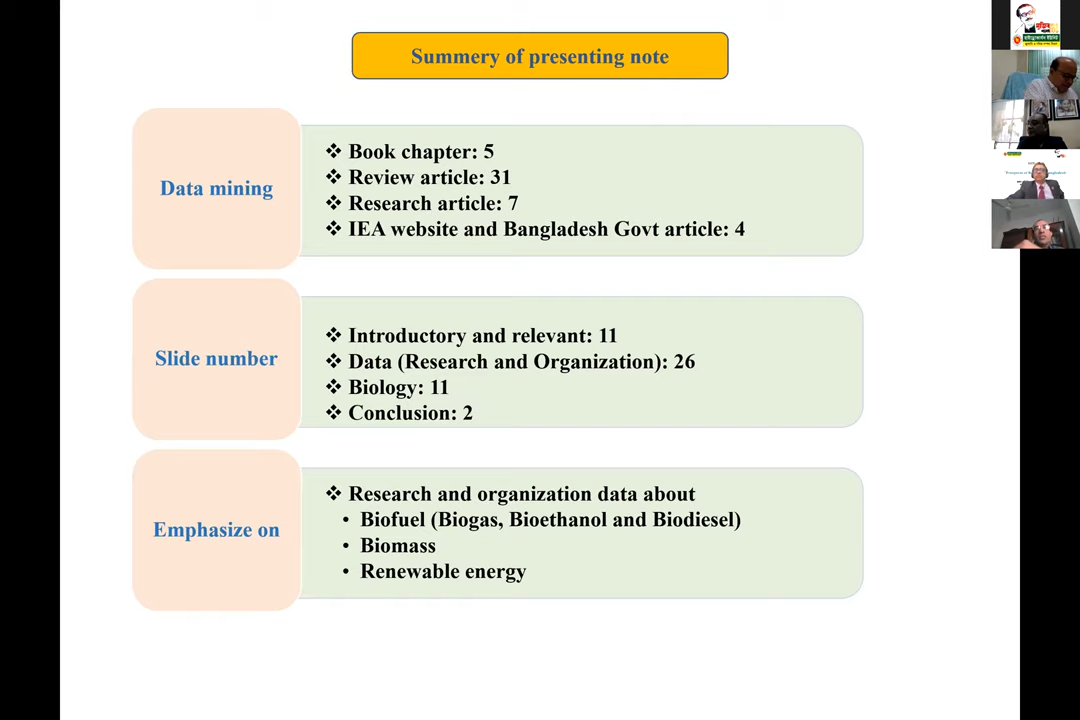 Summery of presenting note
Data mining
❖ Book chapter: 5
❖ Review article: 31
❖ Research article: 7
❖ IEA website and Bangladesh Govt article: 4
Slide number
❖ Introductory and relevant: 11
❖ Data (Research and Organization): 26
❖ Biology: 11
❖ Conclusion: 2
Emphasize on
❖ Research and organization data about
• Biofuel (Biogas, Bioethanol and Biodiesel)
• Biomass
• Renewable energy